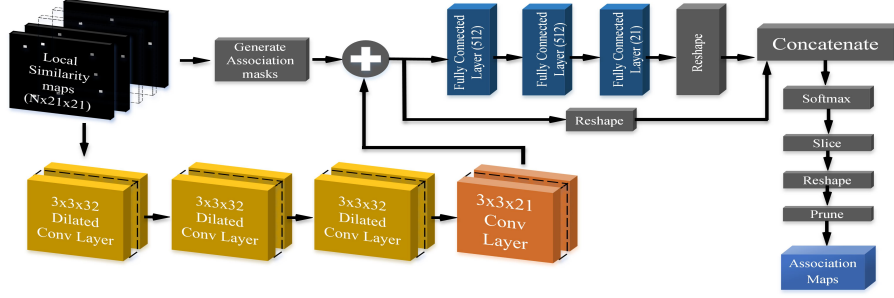 Local
Similarity
maps
(Nx21x21)
Generate
Association
masks
Fully Connected
Layer (512)
Fully Connected
Layer (512)
Fully Connected
Layer (21)
Reshape
Concatenate
Reshape
Softmax
Slice
Reshape
Prune
Association
Maps
3x3x32
Dilated
Conv Layer
3x3x32
Dilated
Conv Layer
3x3x32
Dilated
Conv Layer
3x3x21
Conv
Layer